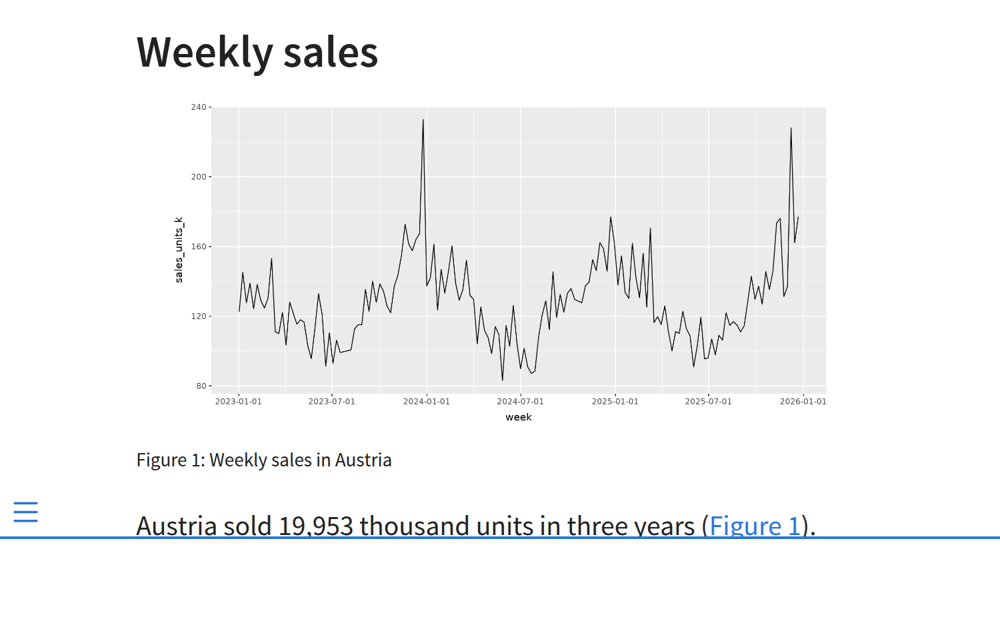 Weekly sales
240
200
160
120
80
sales_units_k
2023-01-01 2023-07-01 2024-01-01 2024-07-01 2025-01-01 2025-07-01 2026-01-01
week
Figure 1: Weekly sales in Austria
Austria sold 19,953 thousand units in three years (Figure 1).